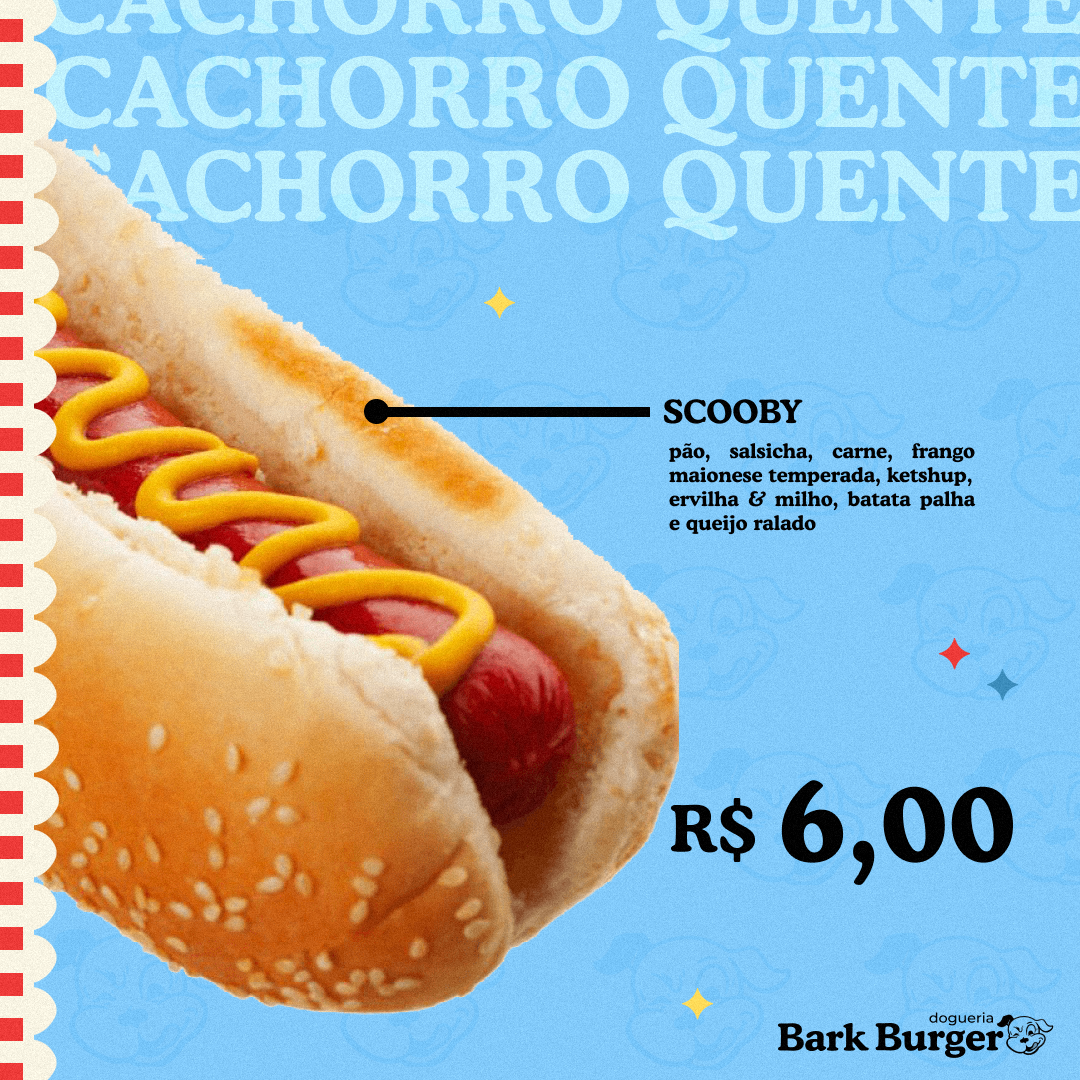 CACHORRO QUENTE
CACHORRO QUENTE
CACHORRO QUENTE
SCOOBY
pão, salsicha, carne, frango
maionese temperada, ketshup,
ervilha & milho, batata palha
e queijo ralado
R$ 6,00
dogueria
Bark Burger